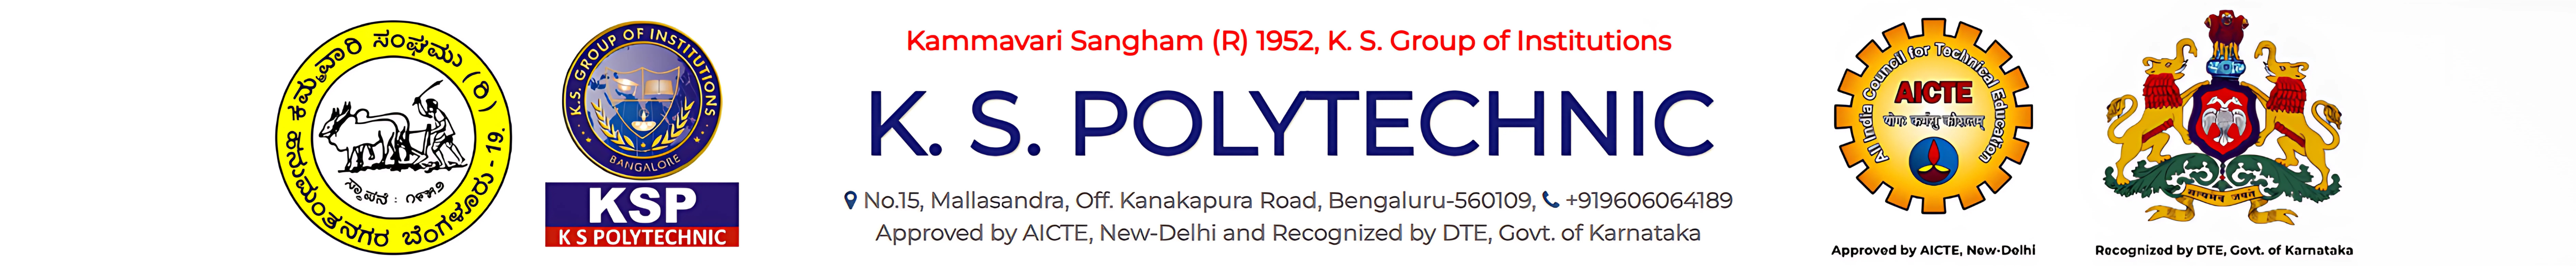 ಕಮ್ಮವಾರಿ ಸಂಘಮು (ರಿ)
ಹನುಮಂತನಗರ ಬೆಂಗಳೂರು - 19.
ಸ್ಥಾಪನೆ : ೧೯೫೨
K.S. GROUP OF INSTITUTIONS
BANGALORE
KSP
K S POLYTECHNIC
Kammavari Sangham (R) 1952, K. S. Group of Institutions
K. S. POLYTECHNIC
No.15, Mallasandra, Off. Kanakapura Road, Bengaluru-560109, +919606064189
Approved by AICTE, New-Delhi and Recognized by DTE, Govt. of Karnataka
All India Council for Technical Education
AICTE
योगः कर्मसु कौशलम्
Approved by AICTE, New-Delhi
सत्यमेव जयते
Recognized by DTE, Govt. of Karnataka